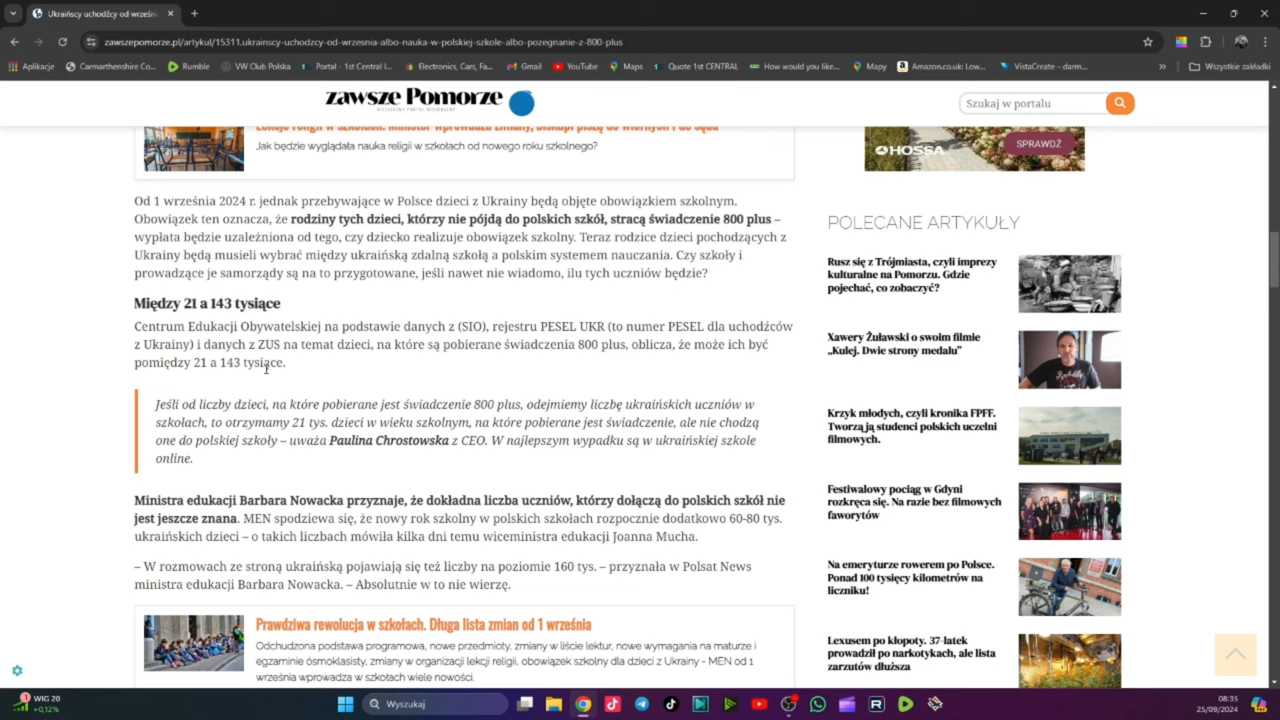 Ukraińscy uchodźcy od wrześni
zawszepomorze.pl/artykul/15311,ukrainscy-uchodzcy-od-wrzesnia-albo-nauka-w-polskiej-szkole-albo-pozegnanie-z-800-plus
Aplikacje Carmarthenshire Co... Rumble VW Club Polska Portal - 1st Central I... Electronics, Cars, Fa... Gmail YouTube Maps Quote 1st CENTRAL How would you like... Mapy Amazon.co.uk: Low... VistaCreate – darm... Wszystkie zakładki
zawsze Pomorze
Szukaj w portalu
Jak będzie wyglądała nauka religii w szkołach od nowego roku szkolnego?
HOSSA
SPRAWDŹ
Od 1 września 2024 r. jednak przebywające w Polsce dzieci z Ukrainy będą objęte obowiązkiem szkolnym.
Obowiązek ten oznacza, że rodziny tych dzieci, którzy nie pójdą do polskich szkół, stracą świadczenie 800 plus –
wypłata będzie uzależniona od tego, czy dziecko realizuje obowiązek szkolny. Teraz rodzice dzieci pochodzących z
Ukrainy będą musieli wybrać między ukraińską zdalną szkołą a polskim systemem nauczania. Czy szkoły i
prowadzące je samorządy są na to przygotowane, jeśli nawet nie wiadomo, ilu tych uczniów będzie?
Między 21 a 143 tysiące
Centrum Edukacji Obywatelskiej na podstawie danych z (SIO), rejestru PESEL UKR (to numer PESEL dla uchodźców
z Ukrainy) i danych z ZUS na temat dzieci, na które są pobierane świadczenia 800 plus, oblicza, że może ich być
pomiędzy 21 a 143 tysiące.
Jeśli od liczby dzieci, na które pobierane jest świadczenie 800 plus, odejmiemy liczbę ukraińskich uczniów w
szkołach, to otrzymamy 21 tys. dzieci w wieku szkolnym, na które pobierane jest świadczenie, ale nie chodzą
one do polskiej szkoły – uważa Paulina Chrostowska z CEO. W najlepszym wypadku są w ukraińskiej szkole
online.
Ministra edukacji Barbara Nowacka przyznaje, że dokładna liczba uczniów, którzy dołączą do polskich szkół nie
jest jeszcze znana. MEN spodziewa się, że nowy rok szkolny w polskich szkołach rozpocznie dodatkowo 60-80 tys.
ukraińskich dzieci – o takich liczbach mówiła kilka dni temu wiceministra edukacji Joanna Mucha.
– W rozmowach ze stroną ukraińską pojawiają się też liczby na poziomie 160 tys. – przyznała w Polsat News
ministra edukacji Barbara Nowacka. – Absolutnie w to nie wierzę.
Prawdziwa rewolucja w szkołach. Długa lista zmian od 1 września
Odchudzona podstawa programowa, nowe przedmioty, zmiany w liście lektur, nowe wymagania na maturze i
egzaminie ósmoklasisty, zmiany w organizacji lekcji religii, obowiązek szkolny dla dzieci z Ukrainy - MEN od 1
września wprowadza w szkołach wiele nowości.
POLECANE ARTYKUŁY
Rusz się z Trójmiasta, czyli imprezy
kulturalne na Pomorzu. Gdzie
pojechać, co zobaczyć?
Xawery Żuławski o swoim filmie
„Kulej. Dwie strony medalu”
Krzyk młodych, czyli kronika FPFF.
Tworzą ją studenci polskich uczelni
filmowych.
Festiwalowy pociąg w Gdyni
rozkręca się. Na razie bez filmowych
faworytów
Na emeryturze rowerem po Polsce.
Ponad 100 tysięcy kilometrów na
liczniku!
Lexusem po kłopoty. 37-latek
prowadził po narkotykach, ale lista
zarzutów dłuższa
WIG 20
+0,12%
Wyszukaj
08:35
25/09/2024